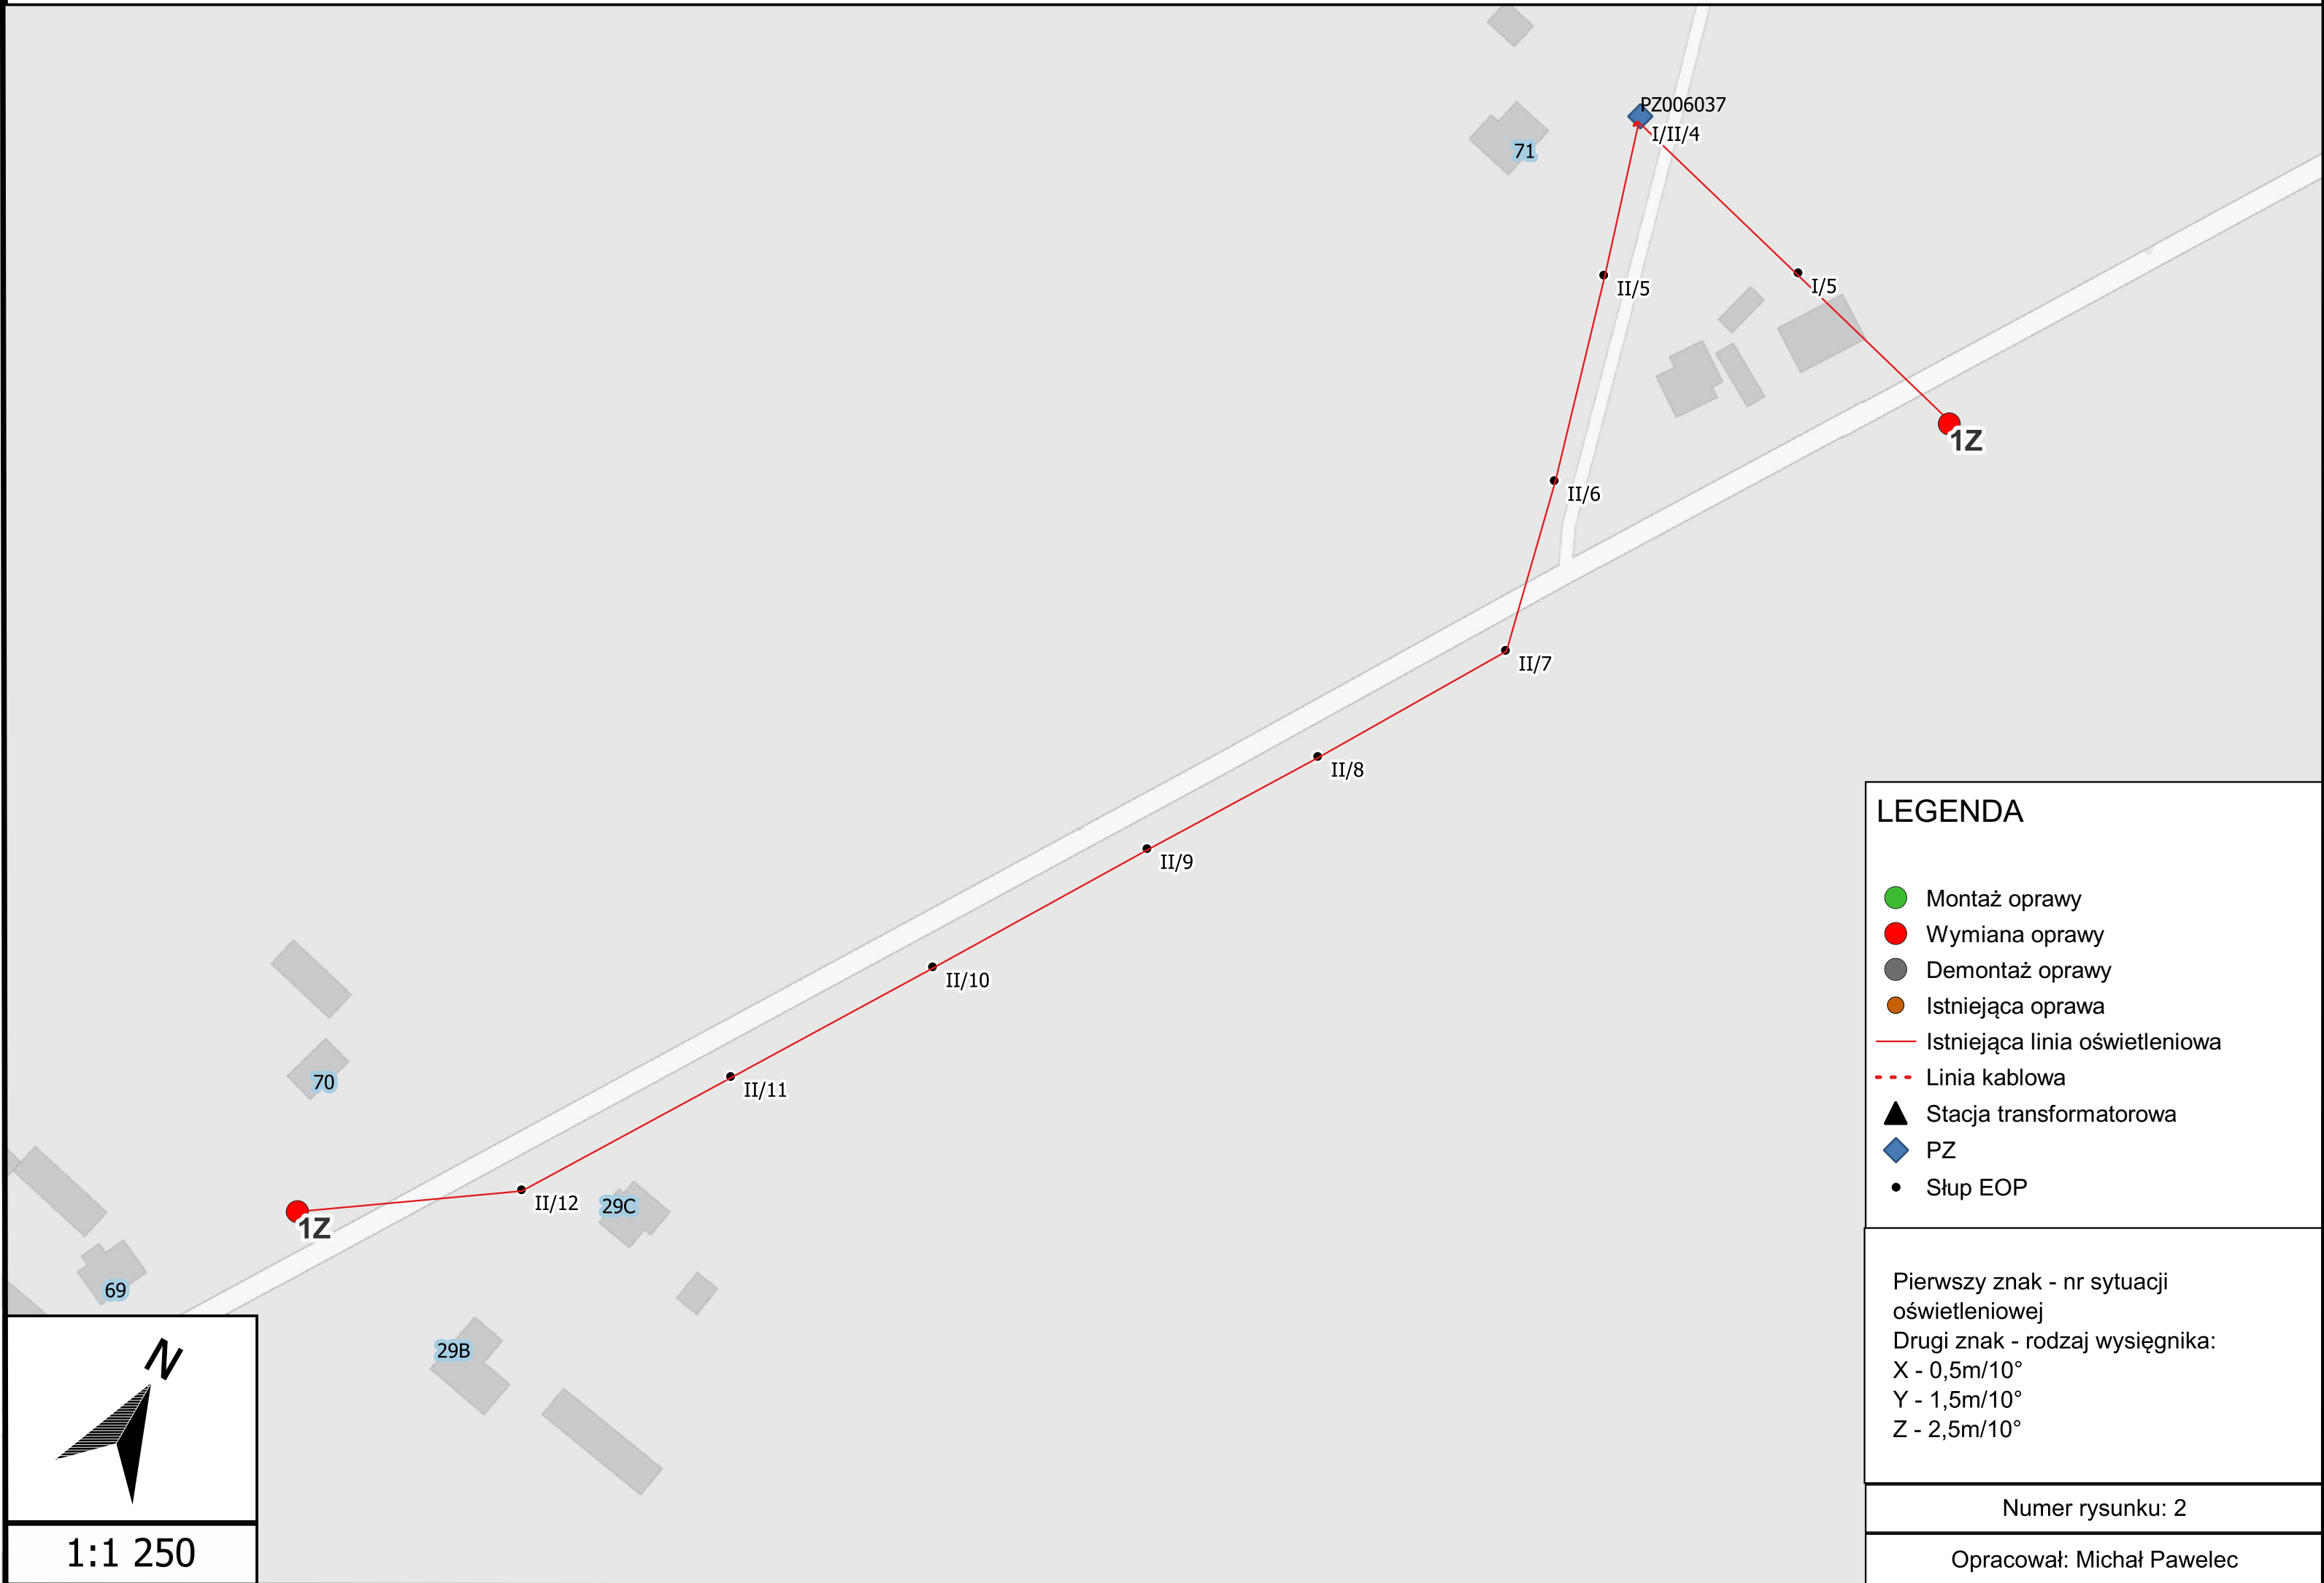 PZ006037
I/II/4
71
II/5
I/5
1Z
II/6
II/7
II/8
II/9
II/10
II/11
70
II/12
29C
1Z
69
29B
N
1:1 250
LEGENDA
Montaż oprawy
Wymiana oprawy
Demontaż oprawy
Istniejąca oprawa
Istniejąca linia oświetleniowa
Linia kablowa
Stacja transformatorowa
PZ
Słup EOP
Pierwszy znak - nr sytuacji
oświetleniowej
Drugi znak - rodzaj wysięgnika:
X - 0,5m/10°
Y - 1,5m/10°
Z - 2,5m/10°
Numer rysunku: 2
Opracował: Michał Pawelec